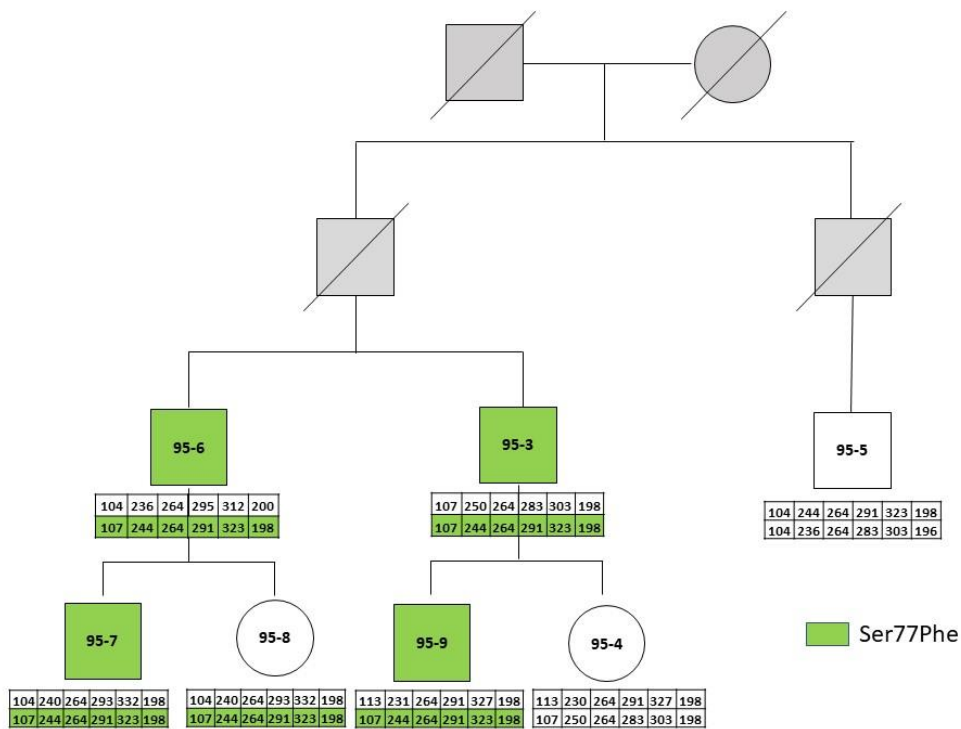 95-6
95-3
95-5
104 236 264 295 312 200
107 244 264 291 323 198
107 250 264 283 303 198
107 244 264 291 323 198
104 244 264 291 323 198
104 236 264 283 303 196
95-7
95-8
95-9
95-4
Ser77Phe
104 240 264 293 332 198
107 244 264 291 323 198
104 240 264 293 332 198
107 244 264 291 323 198
113 231 264 291 327 198
107 244 264 291 323 198
113 230 264 291 327 198
107 250 264 283 303 198